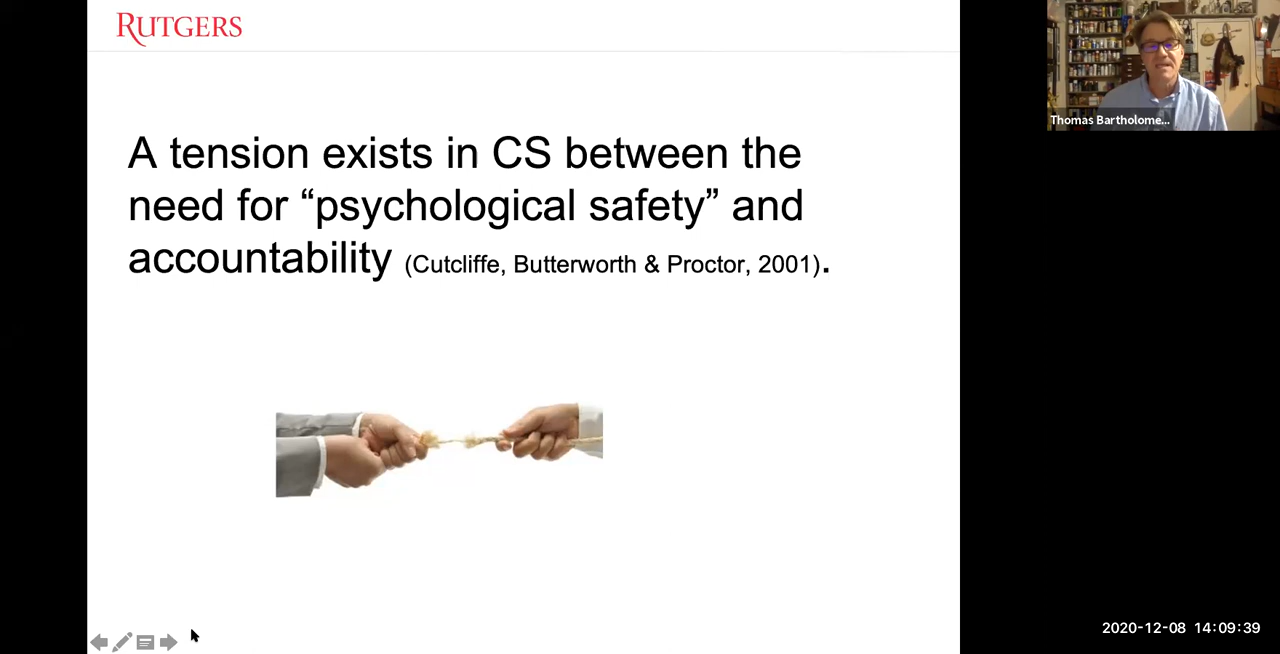 RUTGERS
Thomas Bartholome...
A tension exists in CS between the
need for “psychological safety” and
accountability (Cutcliffe, Butterworth & Proctor, 2001).
2020-12-08 14:09:39